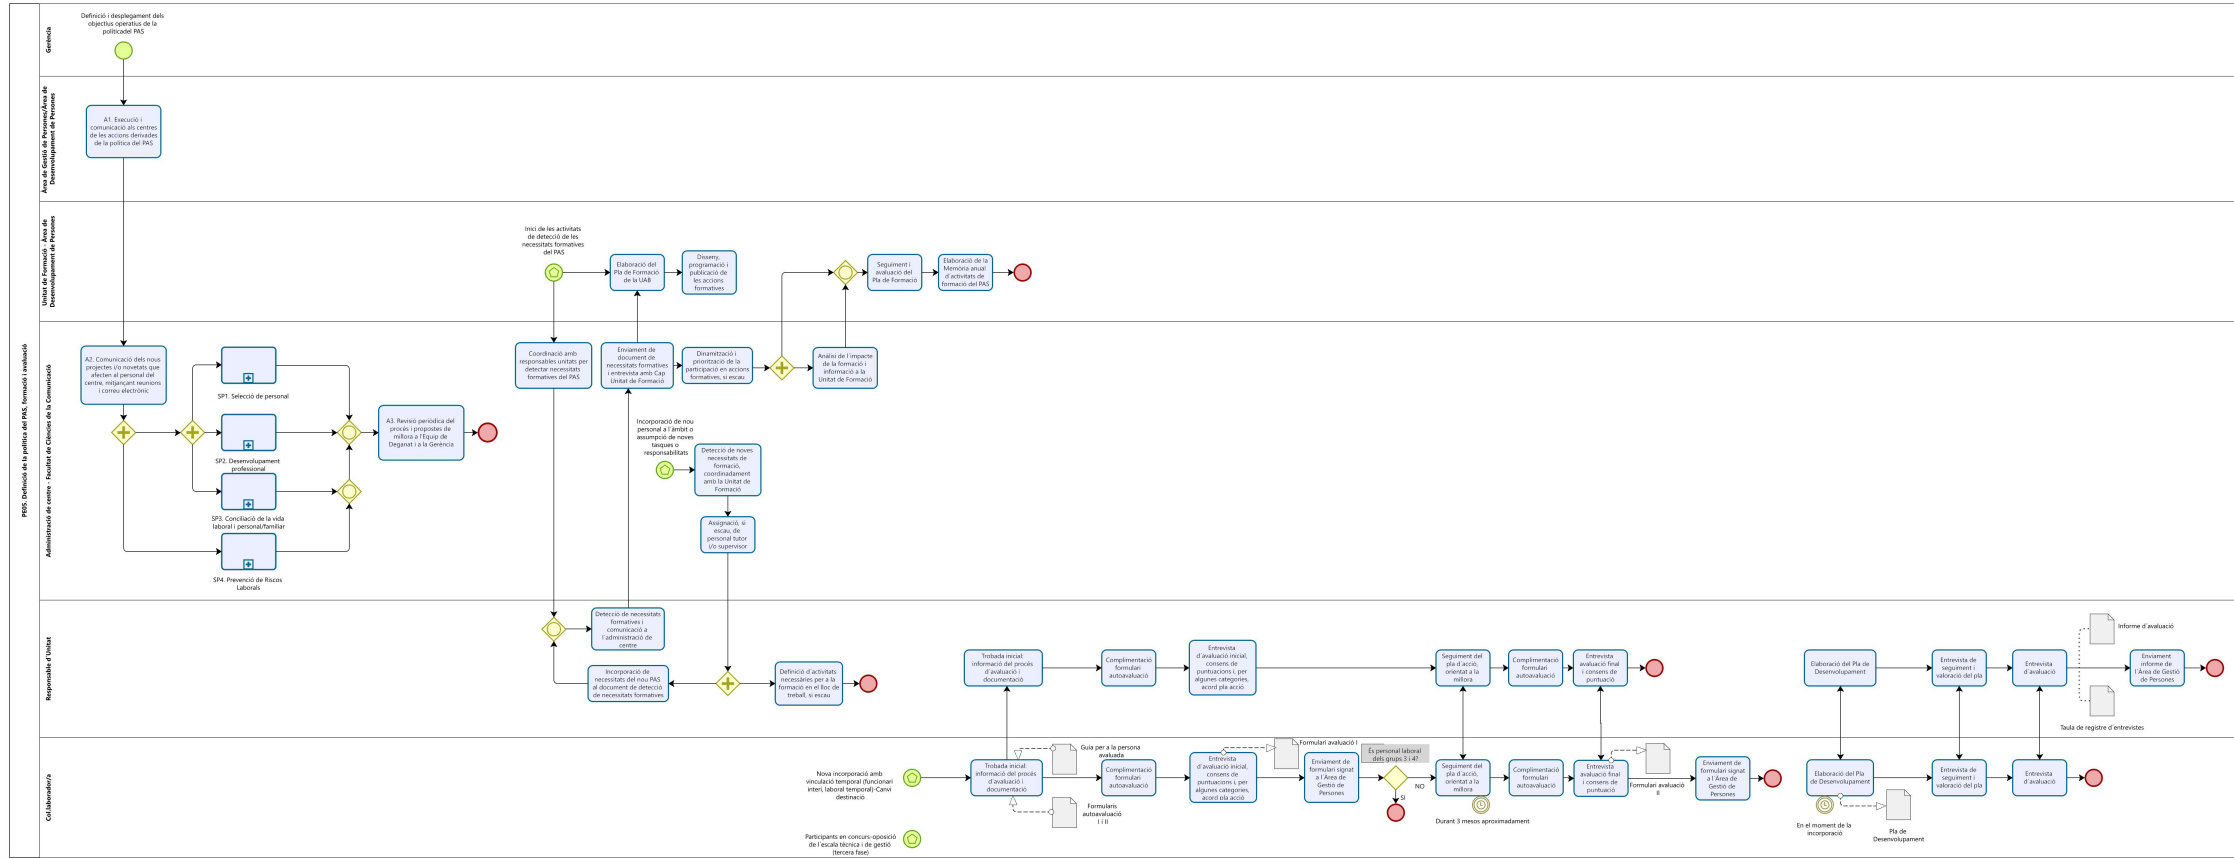 PE05. Definició de la política del PAS, formació i avaluació
Gerència
Definició i desplegament dels
objectius operatius de la
políticadel PAS
Àrea de Gestió de Persones/Àrea de
Desenvolupament de Persones
A1. Execució i
comunicació als centres
de les accions derivades
de la política del PAS
Unitat de Formació - Àrea de
Desenvolupament de Persones
Inici de les activitats
de detecció de les
necessitats formatives
del PAS
Elaboració del
Pla de Formació
de la UAB
Disseny,
programació i
publicació de
les accions
formatives
Seguiment i
avaluació del
Pla de Formació
Elaboració de la
Memòria anual
d´activitats de
formació del PAS
Administració de centre - Facultat de Ciències de la Comunicació
A2. Comunicació dels nous
projectes i/o novetats que
afecten al personal del
centre, mitjançant reunions
i correu electrònic
SP1. Selecció de personal
SP2. Desenvolupament
professional
SP3. Conciliació de la vida
laboral i personal/familiar
SP4. Prevenció de Riscos
Laborals
A3. Revisió periòdica del
procés i propostes de
millora a l'Equip de
Deganat i a la Gerència
Coordinació amb
responsables unitats per
detectar necessitats
formatives del PAS
Enviament de
document de
necessitats formatives
i entrevista amb Cap
Unitat de Formació
Dinamització i
priorització de la
participació en accions
formatives, si escau
Análisi de l´impacte
de la formació i
informació a la
Unitat de Formació
Incorporació de nou
personal a l´àmbit o
assumpció de noves
tasques o
responsabilitats
Detecció de noves
necessitats de
formació,
coordinadament
amb la Unitat de
Formació
Assignació, si
escau, de
personal tutor
i/o supervisor
Responsable d´Unitat
Detecció de necessitats
formatives i
comunicació a
l´administració de
centre
Incorporació de
necessitats del nou PAS
al document de detecció
de necessitats formatives
Definició d´activitats
necessàries per a la
formació en el lloc de
treball, si escau
Trobada inicial:
informació del procés
d´avaluació i
documentació
Complimentació
formulari
autoavaluació
Entrevista
d´avaluació inicial,
consens de
puntuacions i, per
algunes categories,
acord pla acció
Seguiment del
pla d´acció,
orientat a la
millora
Complimentació
formulari
autoavaluació
Entrevista
avaluació final
i consens de
puntuació
Elaboració del Pla de
Desenvolupament
Entrevista de
seguiment i
valoració del pla
Entrevista
d´avaluació
Informe d´avaluació
Enviament
informe de
l´Àrea de Gestió
de Persones
Taula de registre d´entrevistes
Col.laborador/a
Nova incorporació amb
vinculació temporal (funcionari
interí, laboral temporal)-Canvi
destinació
Participants en concurs-oposició
de l´escala tècnica i de gestió
(tercera fase)
Trobada inicial:
informació del procés
d´avaluació i
documentació
Guia per a la persona
avaluada
Formularis
autoavaluació
I i II
Complimentació
formulari
autoavaluació
Entrevista
d´avaluació inicial,
consens de
puntuacions i, per
algunes categories,
acord pla acció
Formulari avaluació I
Enviament de
formulari signat
a l´Àrea de
Gestió de
Persones
Es personal laboral
dels grups 3 i 4?
NO
SI
Seguiment del
pla d´acció,
orientat a la
millora
Durant 3 mesos aproximadament
Complimentació
formulari
autoavaluació
Entrevista
avaluació final
i consens de
puntuació
Formulari avaluació
II
Enviament de
formulari signat
a l´Àrea de
Gestió de
Persones
Elaboració del Pla
de Desenvolupament
En el moment de la
incorporació
Pla de
Desenvolupament
Entrevista de
seguiment i
valoració del pla
Entrevista
d´avaluació